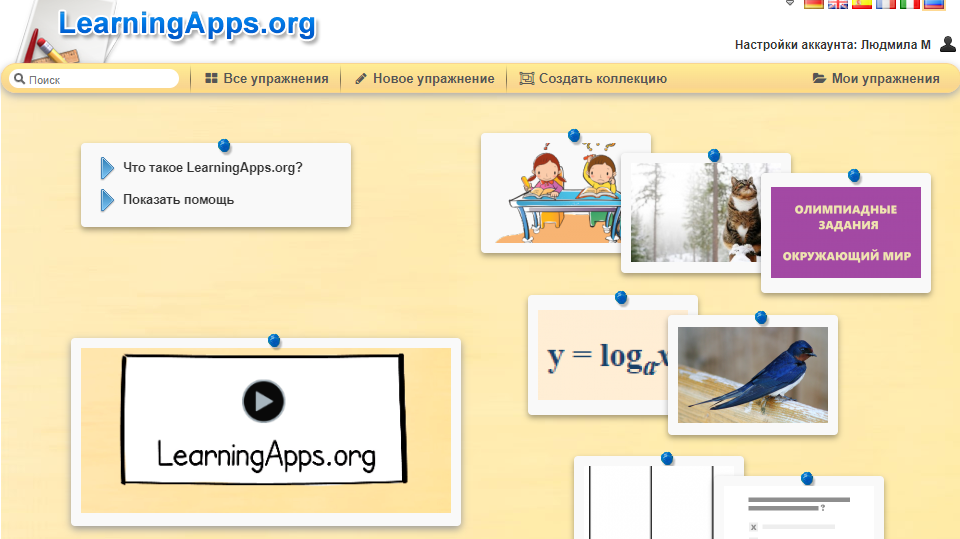 LearningApps.org
Настройки аккаунта: Людмила М
Поиск
Все упражнения
Новое упражнение
Создать коллекцию
Мои упражнения
Что такое LearningApps.org?
Показать помощь
ОЛИМПИАДНЫЕ
ЗАДАНИЯ
ОКРУЖАЮЩИЙ МИР
y = logₐx
LearningApps.org
?